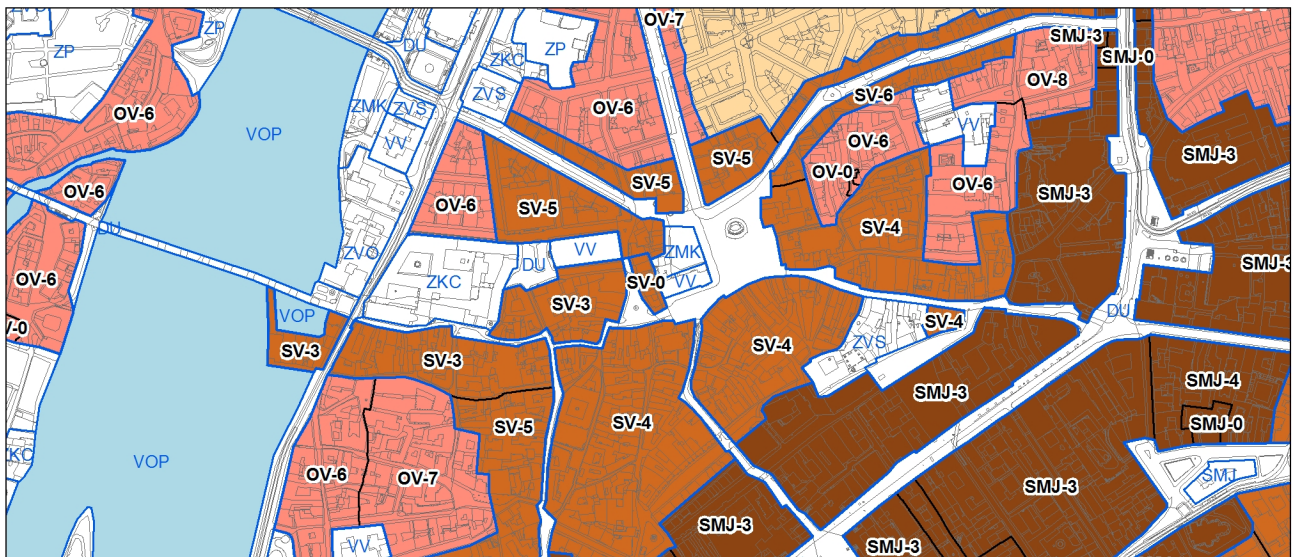 OV-7
ZP
DU
ZP
ZKC
ZP
SMJ-3
SMJ-0
ZVS
SV-6
OV-8
ZMK
ZVS
OV-6
OV-6
VOP
VV
OV-6
VV
SMJ-3
SV-5
OV-0
SV-5
OV-6
OV-6
SMJ-3
OV-6
SV-5
DU
SV-4
ZVO
VV
ZMK
DU
OV-6
ZKC
SV-0
VV
SV-3
VOP
DU
SV-4
ZVS
SV-3
SV-3
SV-4
SMJ-4
SMJ-3
SV-4
SV-5
SMJ-0
VOP
OV-6
OV-7
SMJ-3
SMJ
SMJ-3
VV
SMJ-3